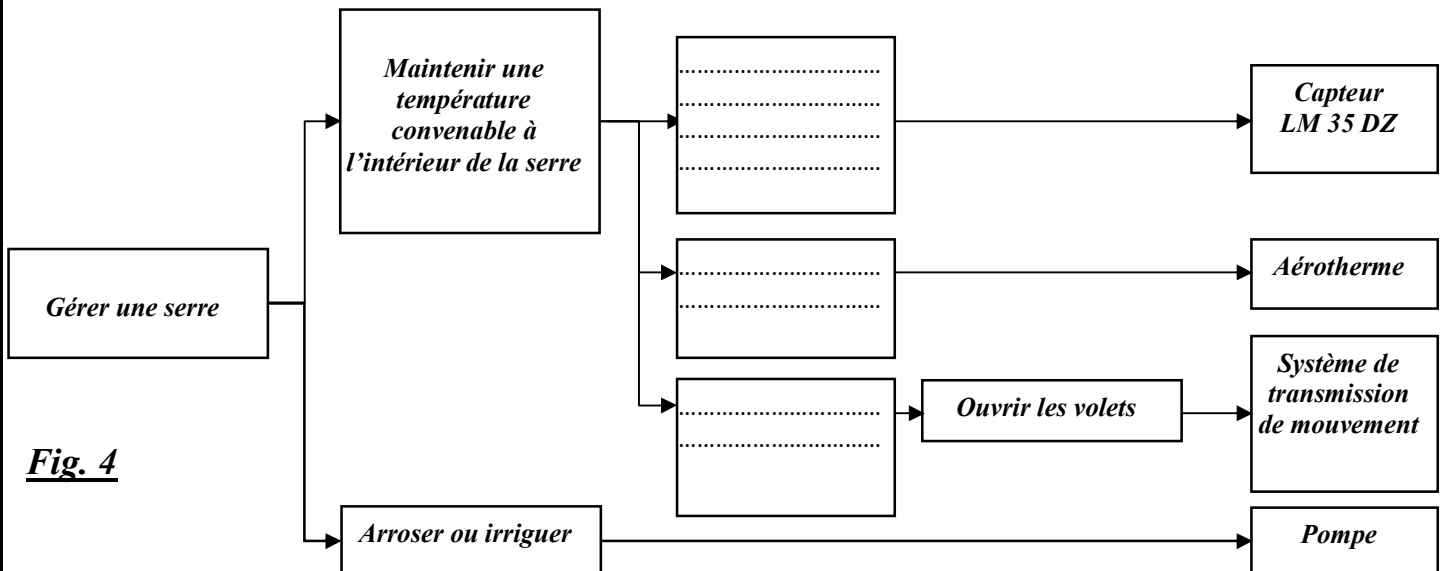 Maintenir une
température
convenable à
l'intérieur de la serre
……………………………
……………………………
……………………………
……………………………
Capteur
LM 35 DZ
Gérer une serre
……………………………
……………………………
Aérotherme
……………………………
……………………………
Ouvrir les volets
Système de
transmission
de mouvement
Fig. 4
Arroser ou irriguer
Pompe